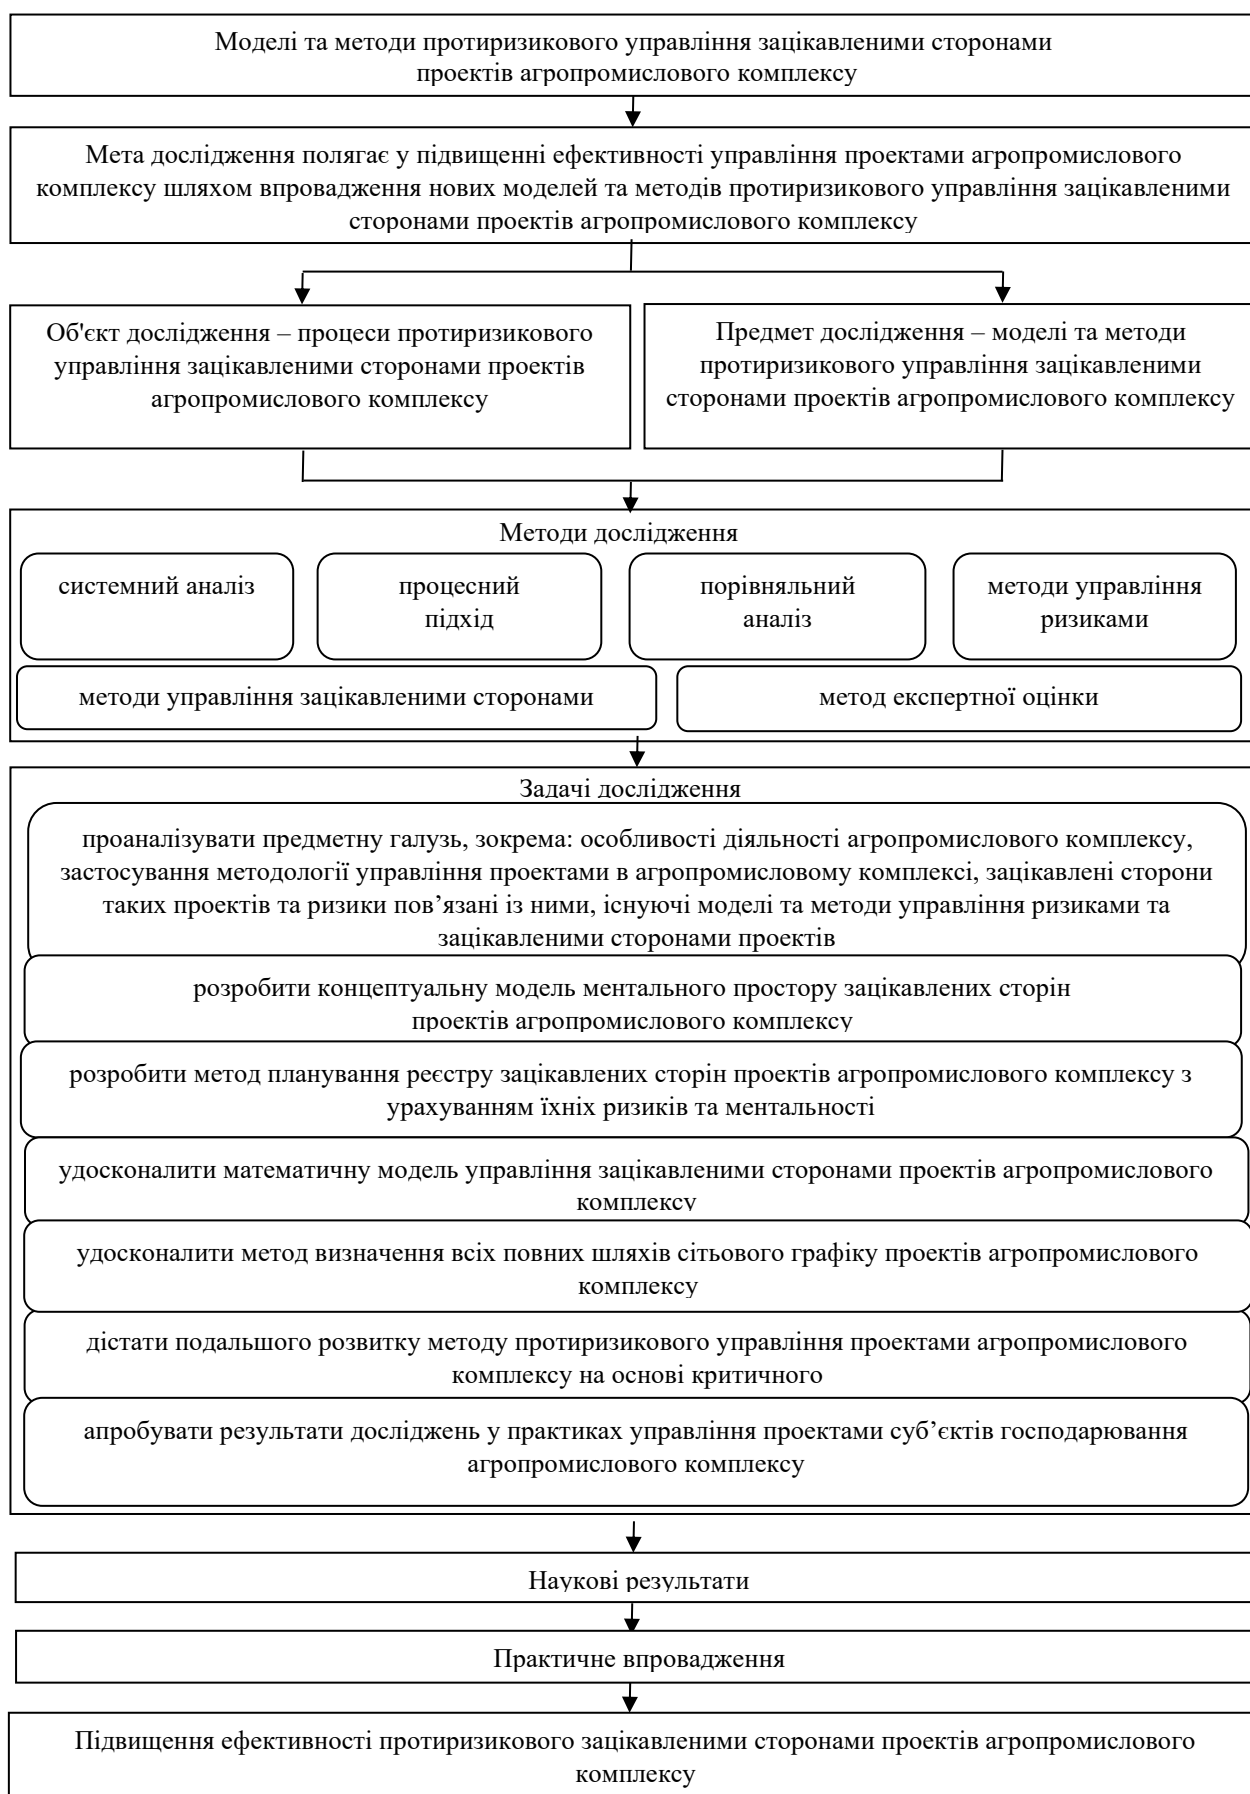 Моделі та методи протиризикового управління зацікавленими сторонами
проектів агропромислового комплексу
Мета дослідження полягає у підвищенні ефективності управління проектами агропромислового
комплексу шляхом впровадження нових моделей та методів протиризикового управління зацікавленими
сторонами проектів агропромислового комплексу
Об'єкт дослідження – процеси протиризикового
управління зацікавленими сторонами проектів
агропромислового комплексу
Предмет дослідження – моделі та методи
протиризикового управління зацікавленими
сторонами проектів агропромислового комплексу
Методи дослідження
системний аналіз
процесний
підхід
порівняльний
аналіз
методи управління
ризиками
методи управління зацікавленими сторонами
метод експертної оцінки
Задачі дослідження
проаналізувати предметну галузь, зокрема: особливості діяльності агропромислового комплексу,
застосування методології управління проектами в агропромисловому комплексі, зацікавлені сторони
таких проектів та ризики пов’язані із ними, існуючі моделі та методи управління ризиками та
зацікавленими сторонами проектів
розробити концептуальну модель ментального простору зацікавлених сторін
проектів агропромислового комплексу
розробити метод планування реєстру зацікавлених сторін проектів агропромислового комплексу з
урахуванням їхніх ризиків та ментальності
удосконалити математичну модель управління зацікавленими сторонами проектів агропромислового
комплексу
удосконалити метод визначення всіх повних шляхів сітьового графіку проектів агропромислового
комплексу
дістати подальшого розвитку методу протиризикового управління проектами агропромислового
комплексу на основі критичного
апробувати результати досліджень у практиках управління проектами суб’єктів господарювання
агропромислового комплексу
Наукові результати
Практичне впровадження
Підвищення ефективності протиризикового зацікавленими сторонами проектів агропромислового
комплексу